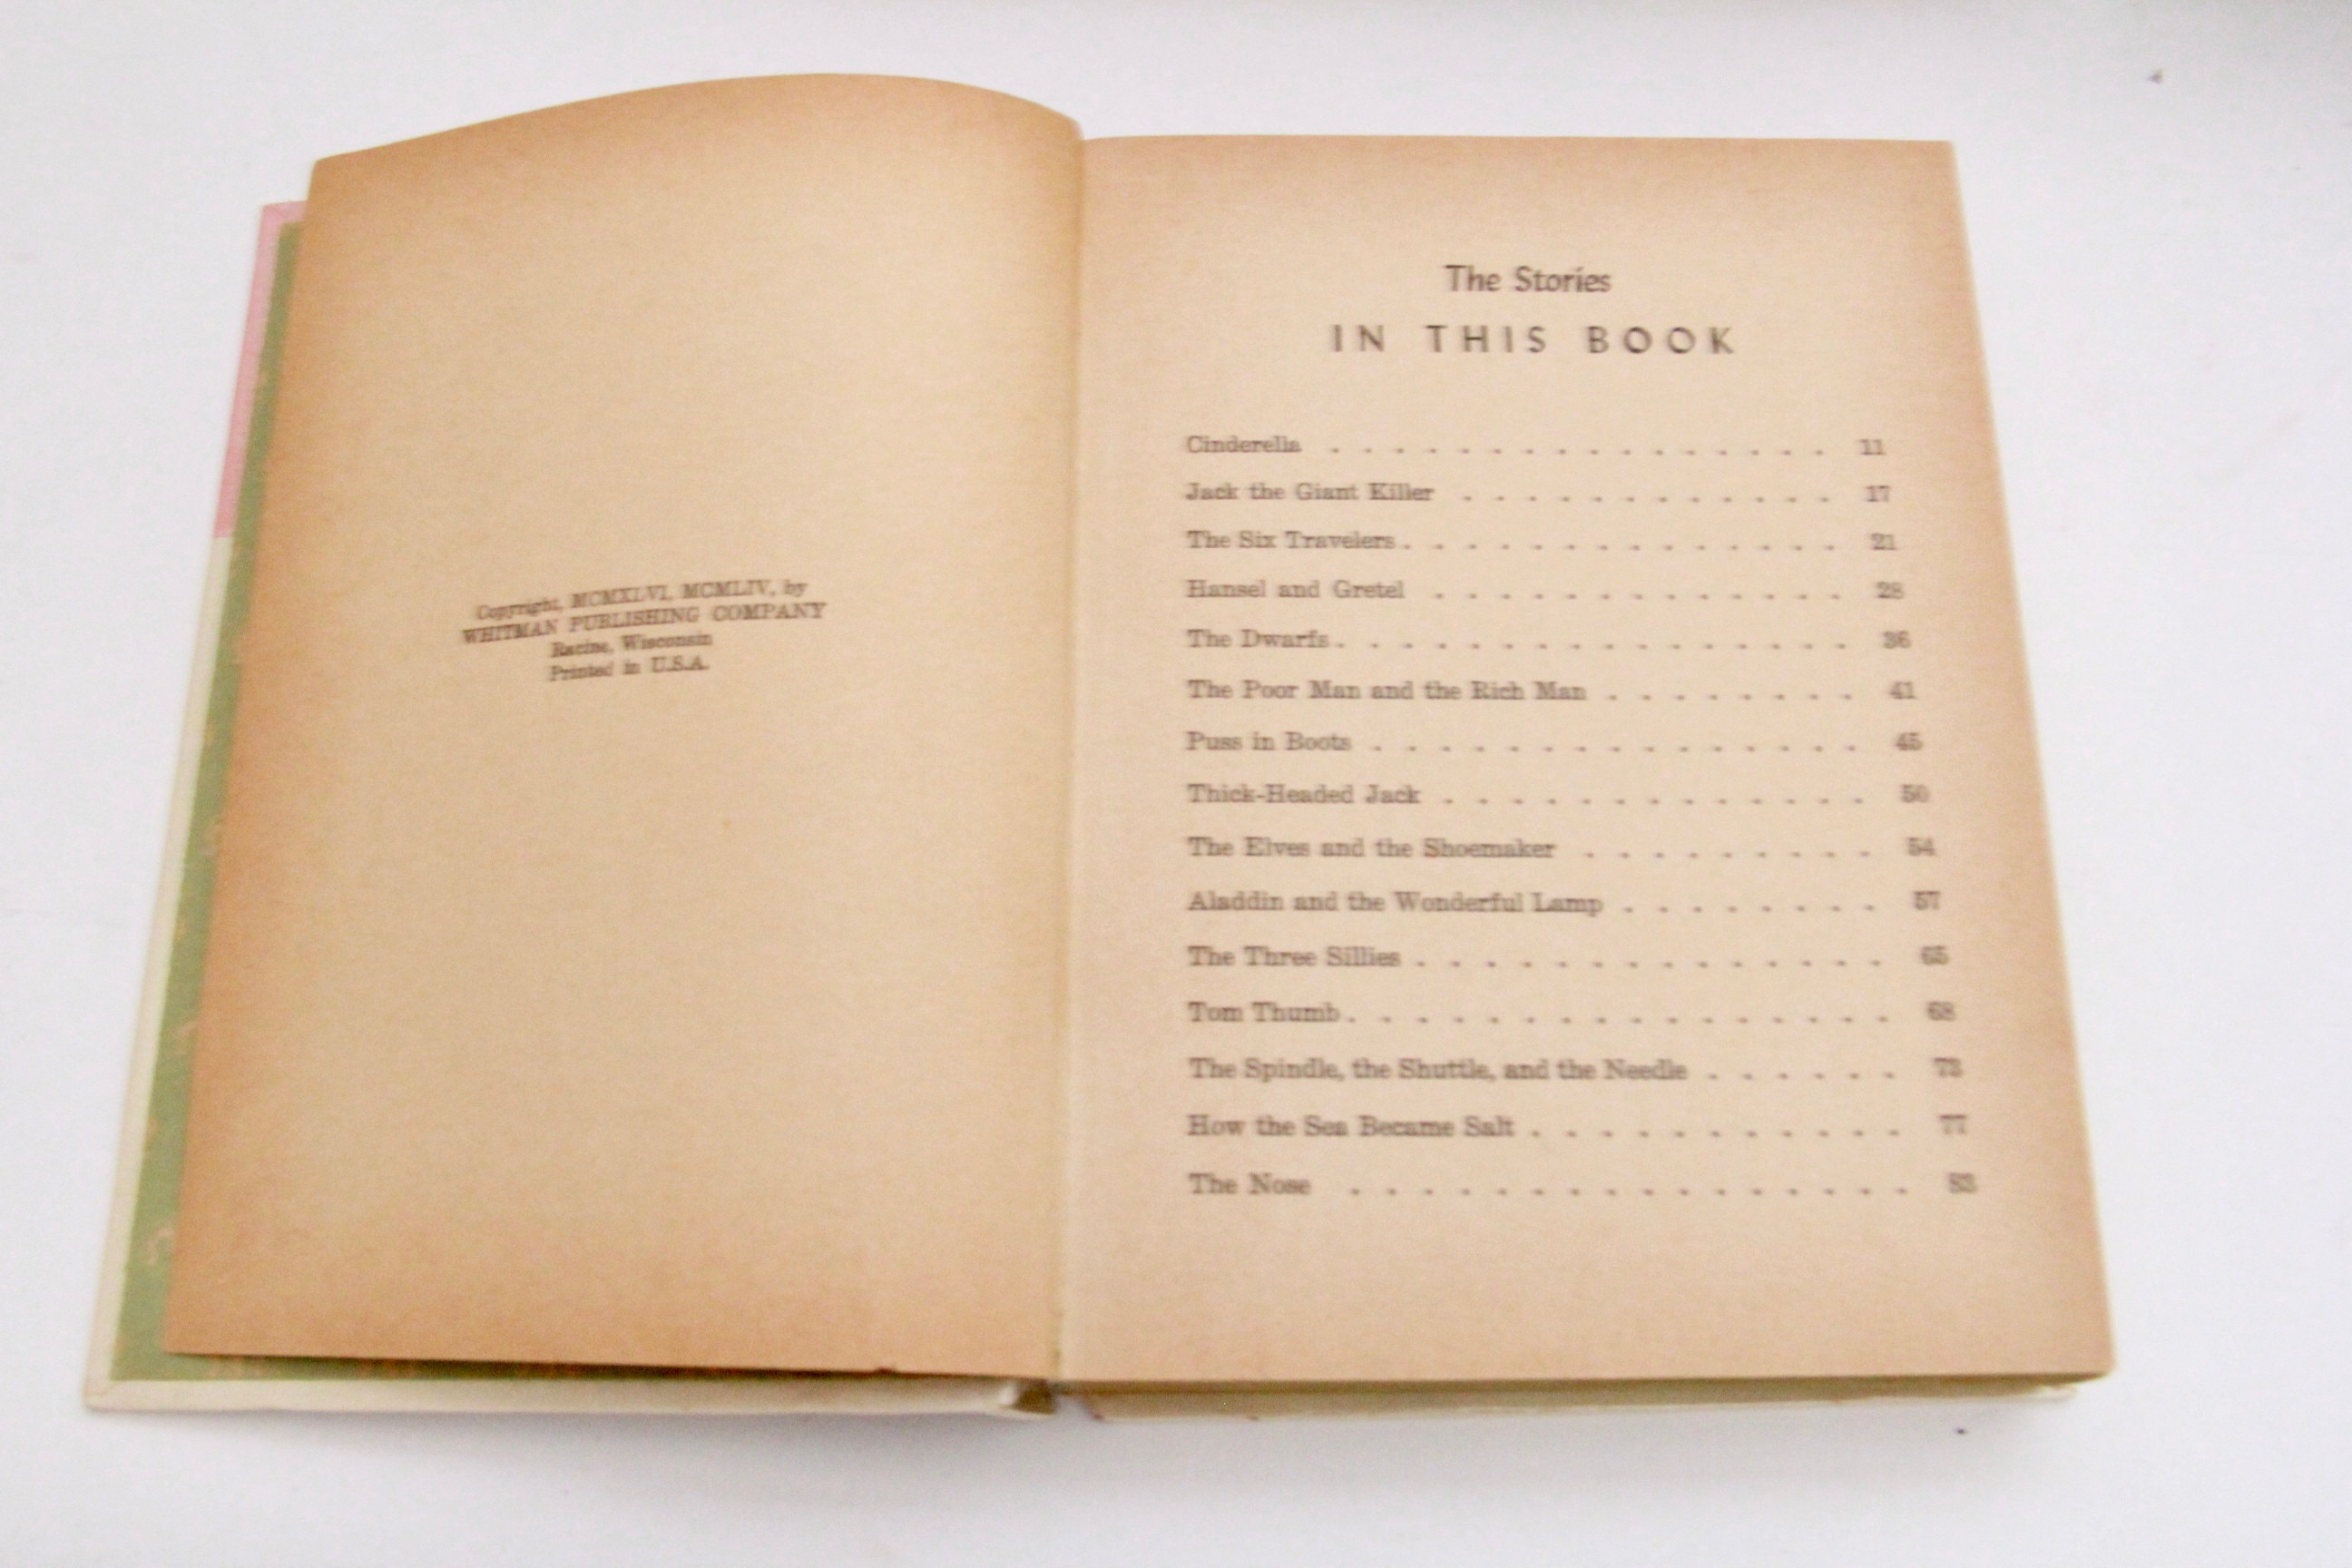 Copyright, MCMXLVI, MCMLIV, by
WHITMAN PUBLISHING COMPANY
Racine, Wisconsin
Printed in U.S.A.
The Stories
IN THIS BOOK
Cinderella . . . . . . . . . . . . . . . . 11
Jack the Giant Killer . . . . . . . . . . . . 17
The Six Travelers . . . . . . . . . . . . . . 21
Hansel and Gretel . . . . . . . . . . . . . 28
The Dwarfs . . . . . . . . . . . . . . . . 36
The Poor Man and the Rich Man . . . . . . . . 41
Puss in Boots . . . . . . . . . . . . . . . 45
Thick-Headed Jack . . . . . . . . . . . . . 50
The Elves and the Shoemaker . . . . . . . . . 54
Aladdin and the Wonderful Lamp . . . . . . . . 57
The Three Sillies . . . . . . . . . . . . . . 65
Tom Thumb . . . . . . . . . . . . . . . . 68
The Spindle, the Shuttle, and the Needle . . . . . . 73
How the Sea Became Salt . . . . . . . . . . . 77
The Nose . . . . . . . . . . . . . . . . 83